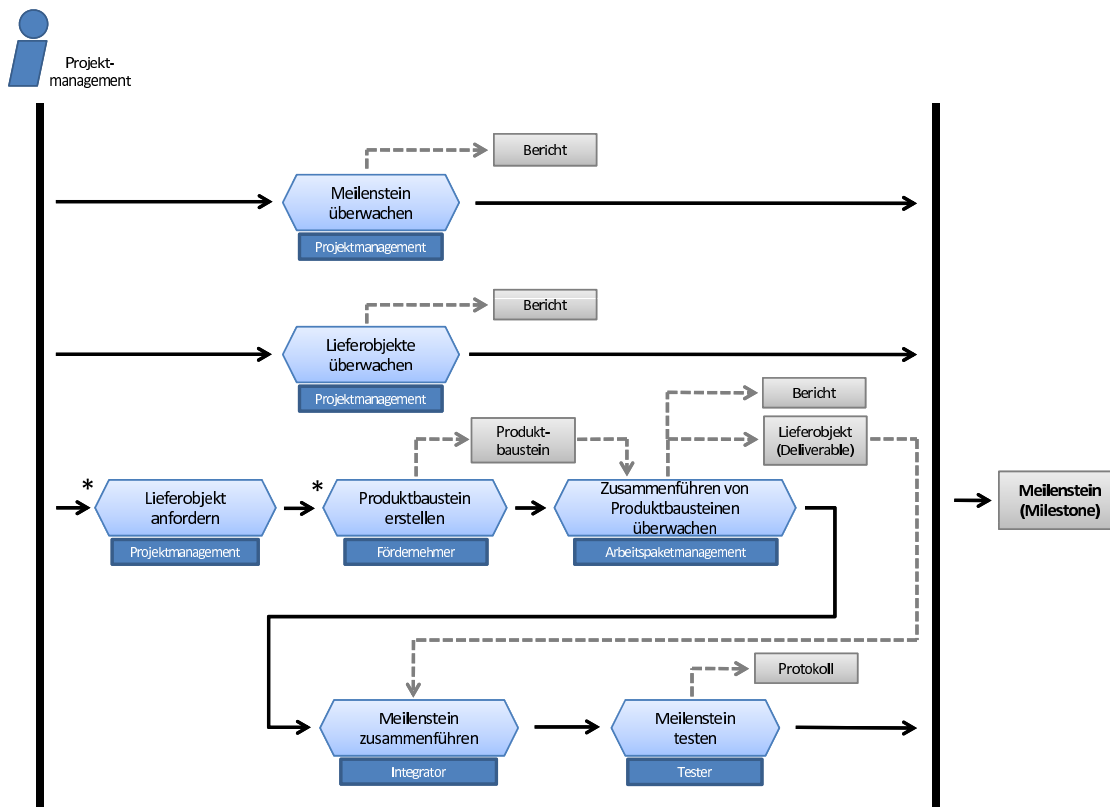 Projekt-
management
Bericht
Meilenstein
überwachen
Projektmanagement
Bericht
Lieferobjekte
überwachen
Projektmanagement
Bericht
Produkt-
baustein
Lieferobjekt
(Deliverable)
*
Lieferobjekt
anfordern
Projektmanagement
*
Produktbaustein
erstellen
Fördernehmer
Zusammenführen von
Produktbausteinen
überwachen
Arbeitspaketmanagement
Meilenstein
(Milestone)
Protokoll
Meilenstein
zusammenführen
Integrator
Meilenstein
testen
Tester